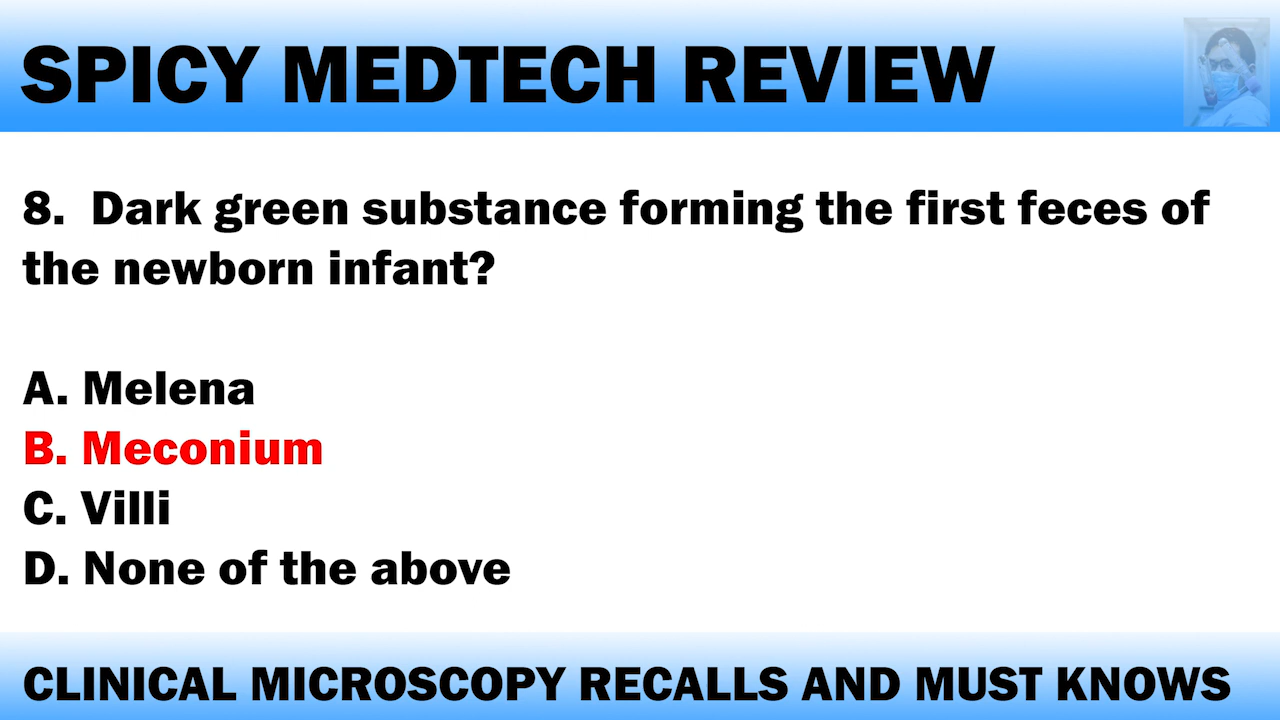 SPICY MEDTECH REVIEW
8. Dark green substance forming the first feces of
the newborn infant?
A. Melena
B. Meconium
C. Villi
D. None of the above
CLINICAL MICROSCOPY RECALLS AND MUST KNOWS